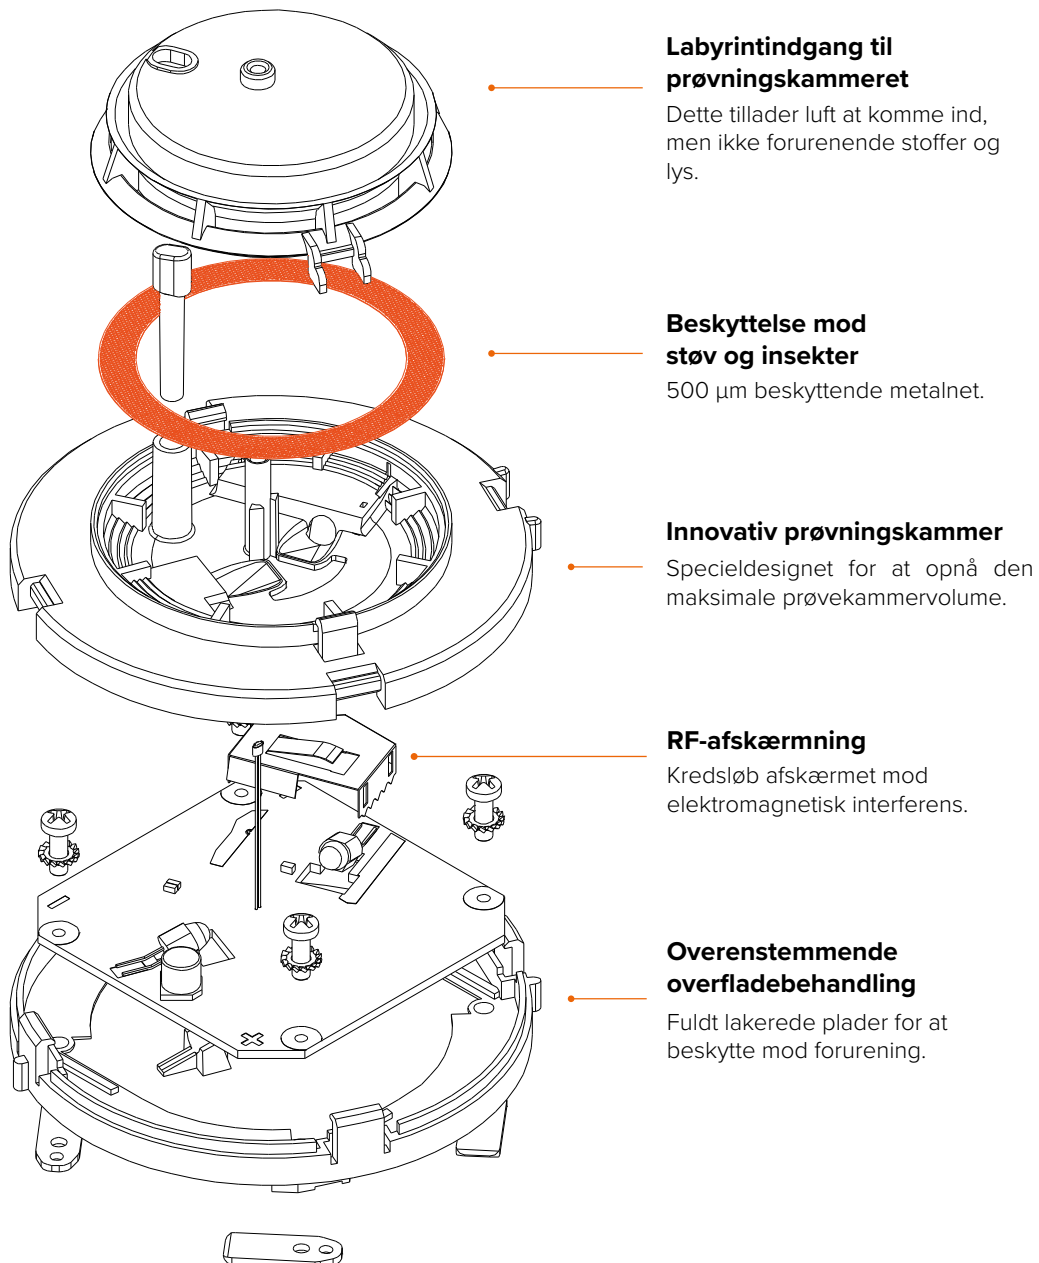 Labyrintindgang til
prøvningskammeret
Dette tillader luft at komme ind,
men ikke forurenende stoffer og
lys.
Beskyttelse mod
støv og insekter
500 µm beskyttende metalnet.
Innovativ prøvningskammer
Specieldesignet for at opnå den
maksimale prøvekammervolume.
RF-afskærmning
Kredsløb afskærmet mod
elektromagnetisk interferens.
Overenstemmende
overfladebehandling
Fuldt lakerede plader for at
beskytte mod forurening.